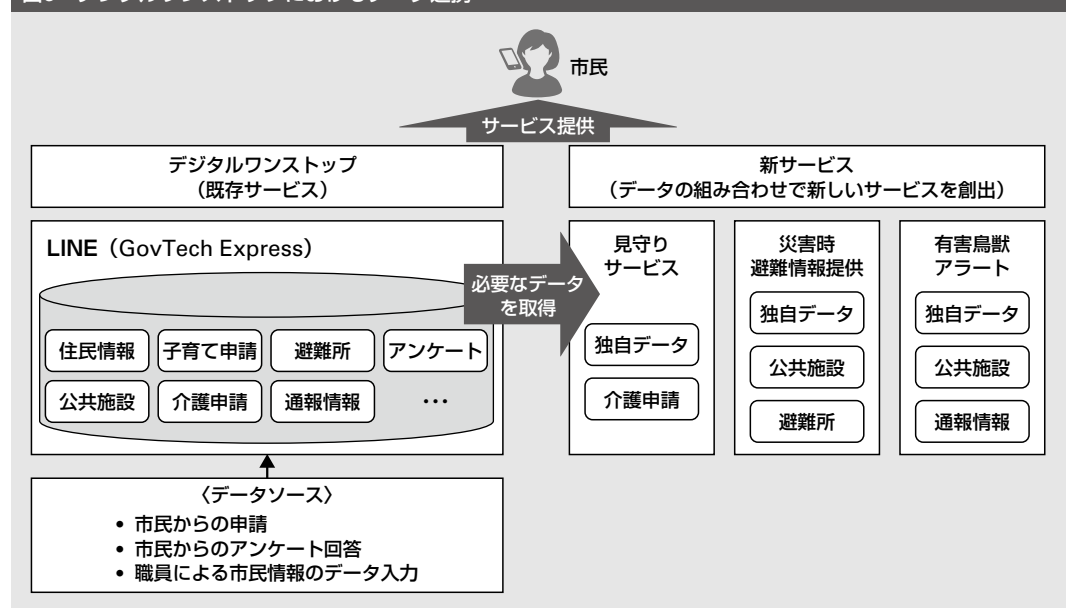 市民
サービス提供
デジタルワンストップ
（既存サービス）
新サービス
（データの組み合わせで新しいサービスを創出）
LINE（GovTech Express）
住民情報
子育て申請
避難所
アンケート
公共施設
介護申請
通報情報
…
必要なデータ
を取得
見守り
サービス
独自データ
介護申請
災害時
避難情報提供
独自データ
公共施設
避難所
有害鳥獣
アラート
独自データ
公共施設
通報情報
〈データソース〉
• 市民からの申請
• 市民からのアンケート回答
• 職員による市民情報のデータ入力